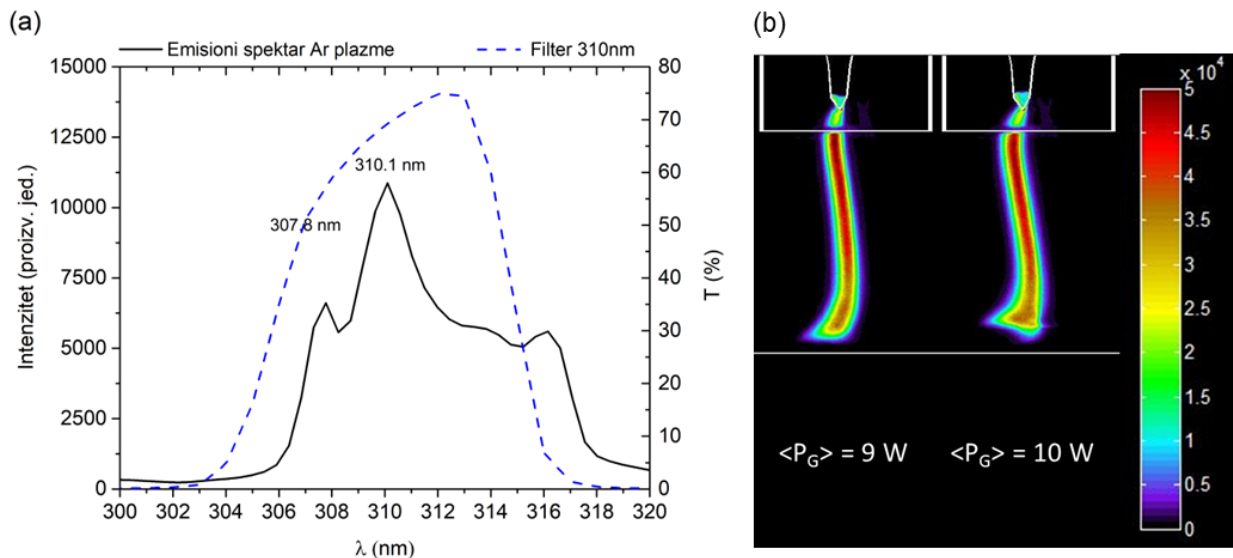 (a)
Emisioni spektar Ar plazme
Filter 310nm
15000
12500
10000
7500
5000
2500
0
Intenzitet (proizv. jed.)
310.1 nm
307.8 nm
80
70
60
50
40
30
20
10
0
T (%)
300 302 304 306 308 310 312 314 316 318 320
λ (nm)
(b)
x 10⁴
5
4.5
4
3.5
3
2.5
2
1.5
1
0.5
0
<P_G> = 9 W
<P_G> = 10 W